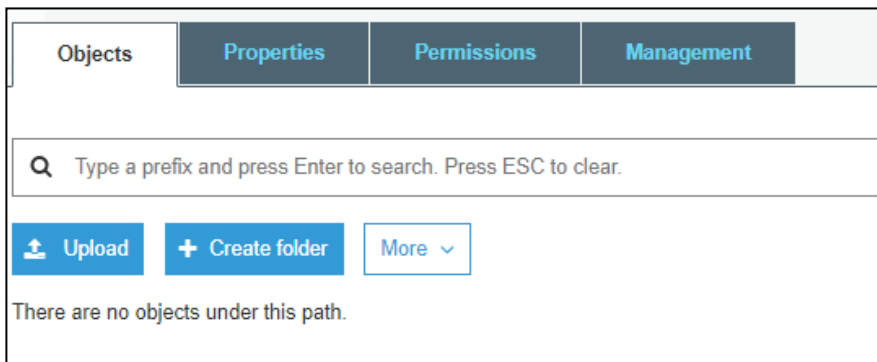 Objects Properties Permissions Management
Type a prefix and press Enter to search. Press ESC to clear.
Upload Create folder More
There are no objects under this path.